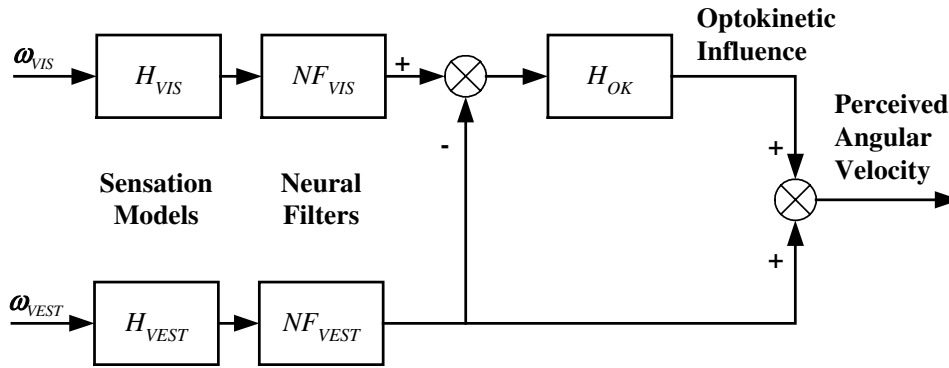 Optokinetic
Influence
ω_VIS
H_VIS
NF_VIS
+
H_OK
Perceived
Angular
Velocity
-
+
Sensation
Models
Neural
Filters
+
ω_VEST
H_VEST
NF_VEST